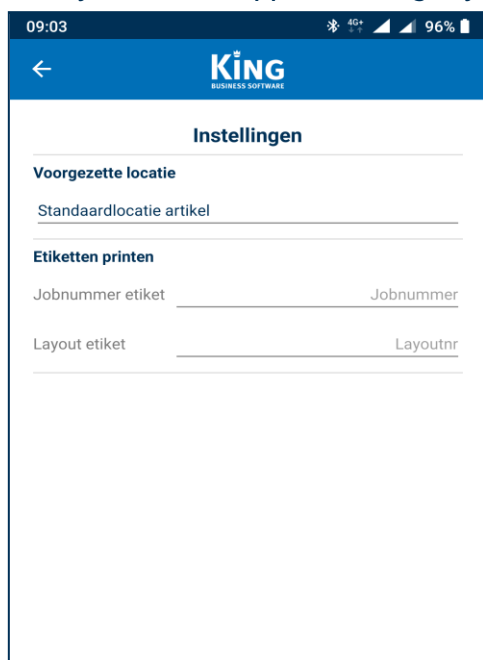 09:03 4G+ 96%
KING
BUSINESS SOFTWARE
Instellingen
Voorgezette locatie
Standaardlocatie artikel
Etiketten printen
Jobnummer etiket Jobnummer
Layout etiket Layoutnr